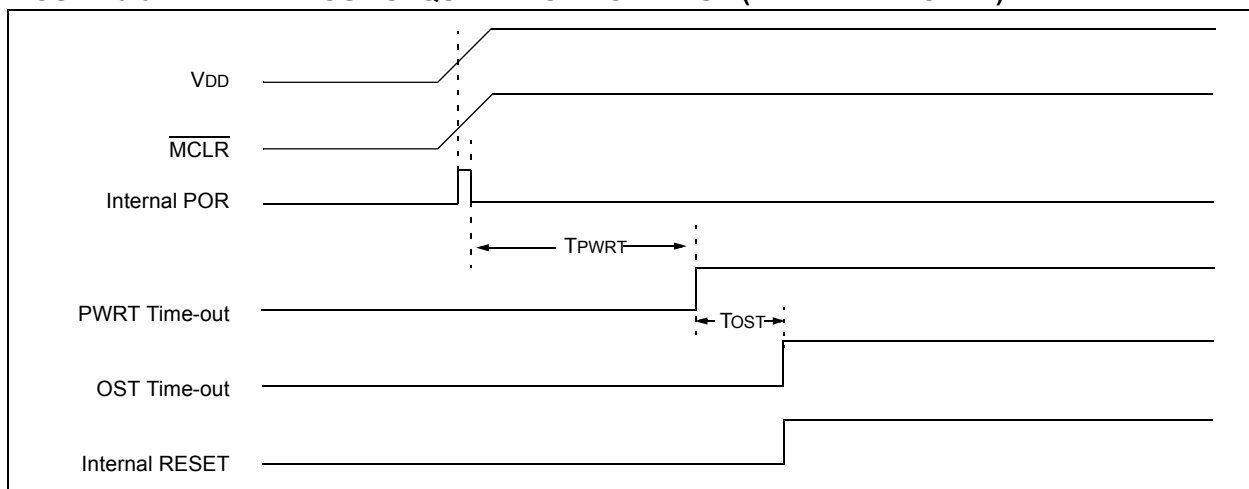 VDD
MCLR
Internal POR
TPWRT
PWRT Time-out
TOST
OST Time-out
Internal RESET